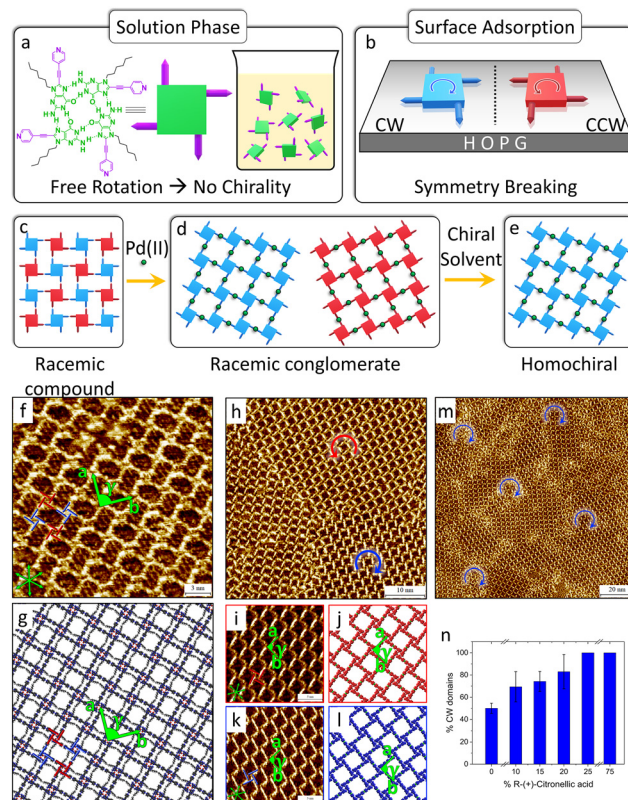 Solution Phase
Surface Adsorption
a
b
CW
CCW
HOPG
Free Rotation → No Chirality
Symmetry Breaking
c
Pd(II)
d
Chiral
Solvent
e
Racemic
compound
Racemic conglomerate
Homochiral
f
a
γ
b
h
10 nm
m
20 nm
g
a
γ
b
i
a
γ
b
j
a
γ
b
k
a
γ
b
l
a
γ
b
n
% CW domains
100
80
60
40
20
0
0 10 15 20 25 75
% R-(+)-Citronellic acid